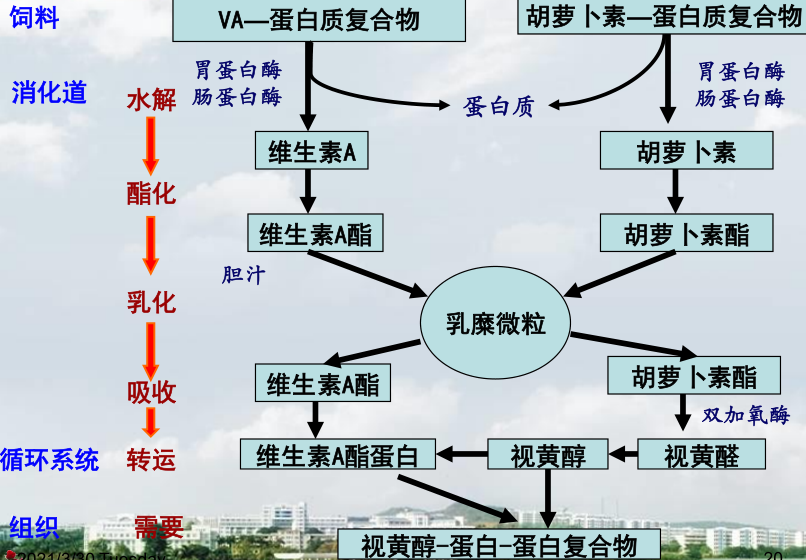 饲料
VA—蛋白质复合物
胡萝卜素—蛋白质复合物
消化道
水解
胃蛋白酶
肠蛋白酶
蛋白质
胃蛋白酶
肠蛋白酶
维生素A
胡萝卜素
酯化
维生素A酯
胡萝卜素酯
胆汁
乳化
乳糜微粒
吸收
维生素A酯
胡萝卜素酯
双加氧酶
循环系统
转运
维生素A酯蛋白
视黄醇
视黄醛
组织
需要
视黄醇-蛋白-蛋白复合物
2021/3/30 Tuesday
20